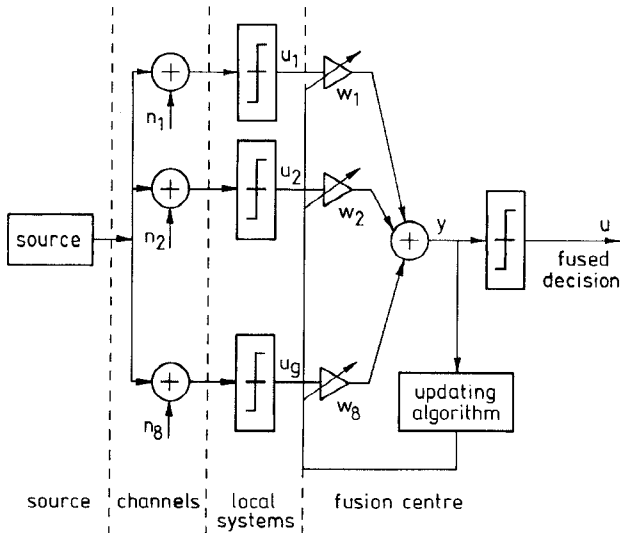 u1
n1
w1
u2
n2
w2
source
y
u
fused
decision
ug
n8
w8
updating
algorithm
source
channels
local
systems
fusion centre